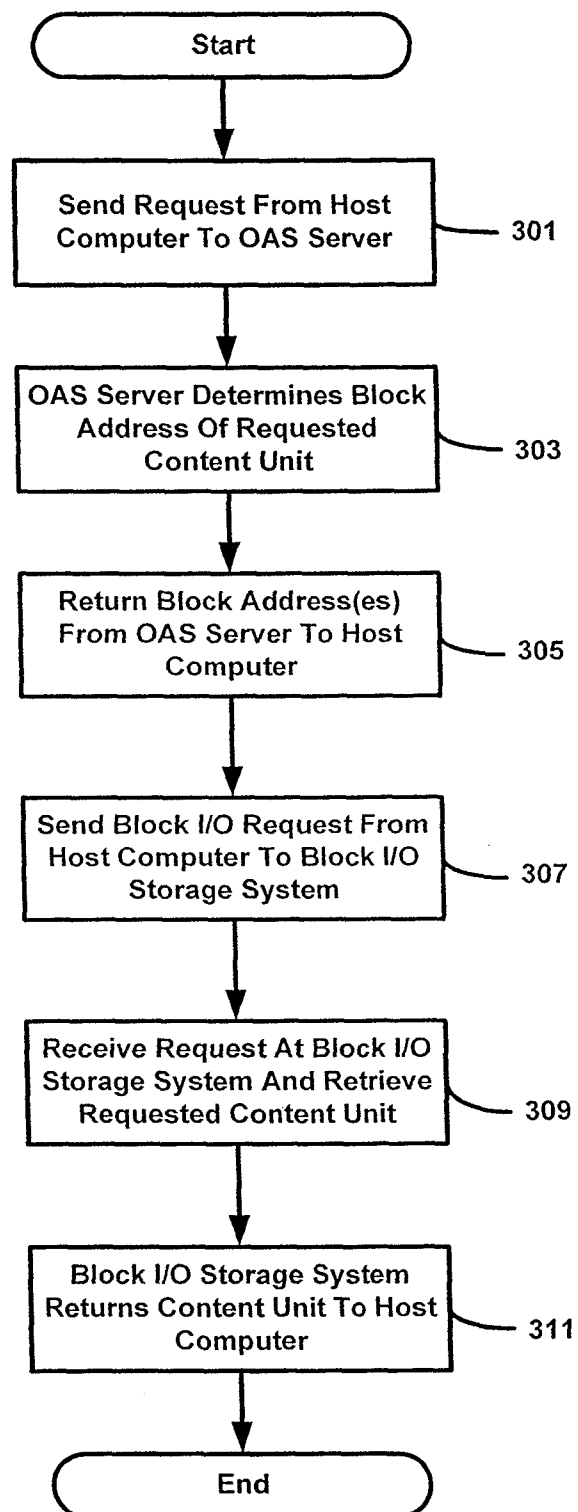 Start
Send Request From Host
Computer To OAS Server
301
OAS Server Determines Block
Address Of Requested
Content Unit
303
Return Block Address(es)
From OAS Server To Host
Computer
305
Send Block I/O Request From
Host Computer To Block I/O
Storage System
307
Receive Request At Block I/O
Storage System And Retrieve
Requested Content Unit
309
Block I/O Storage System
Returns Content Unit To Host
Computer
311
End